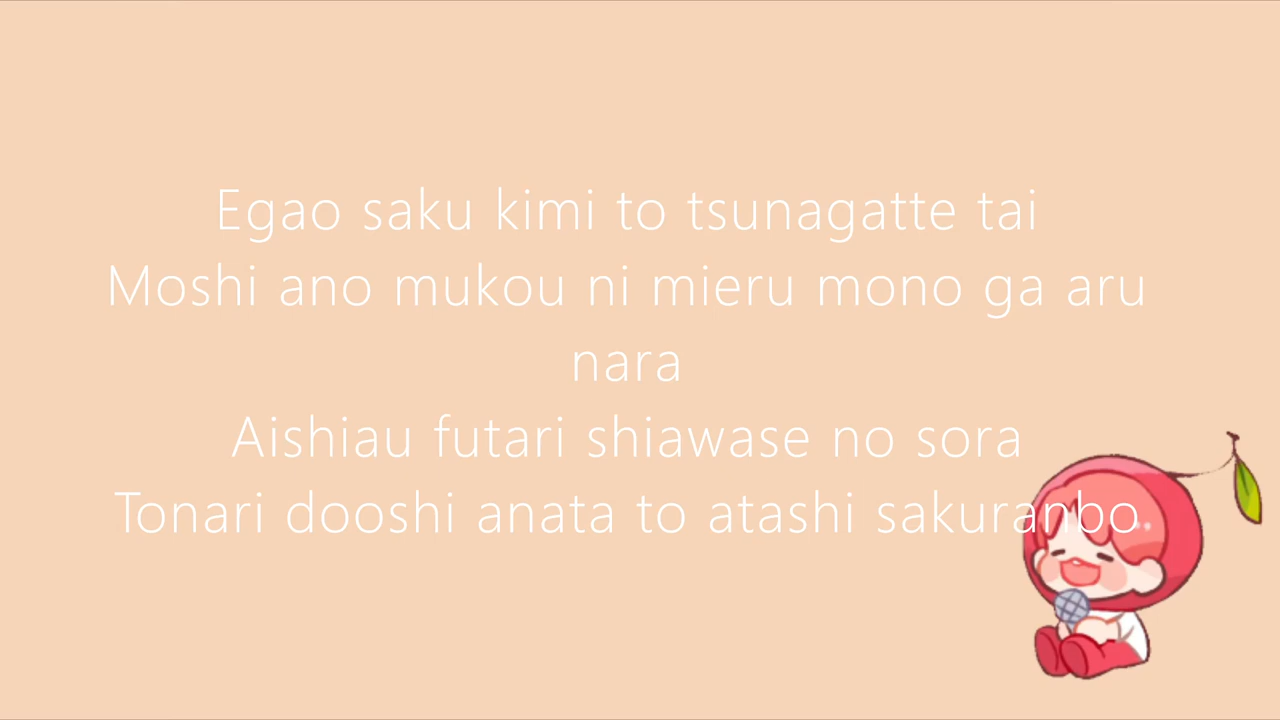 Egao saku kimi to tsunagatte tai
Moshi ano mukou ni mieru mono ga aru
nara
Aishiau futari shiawase no sora
Tonari dooshi anata to atashi sakuranbo